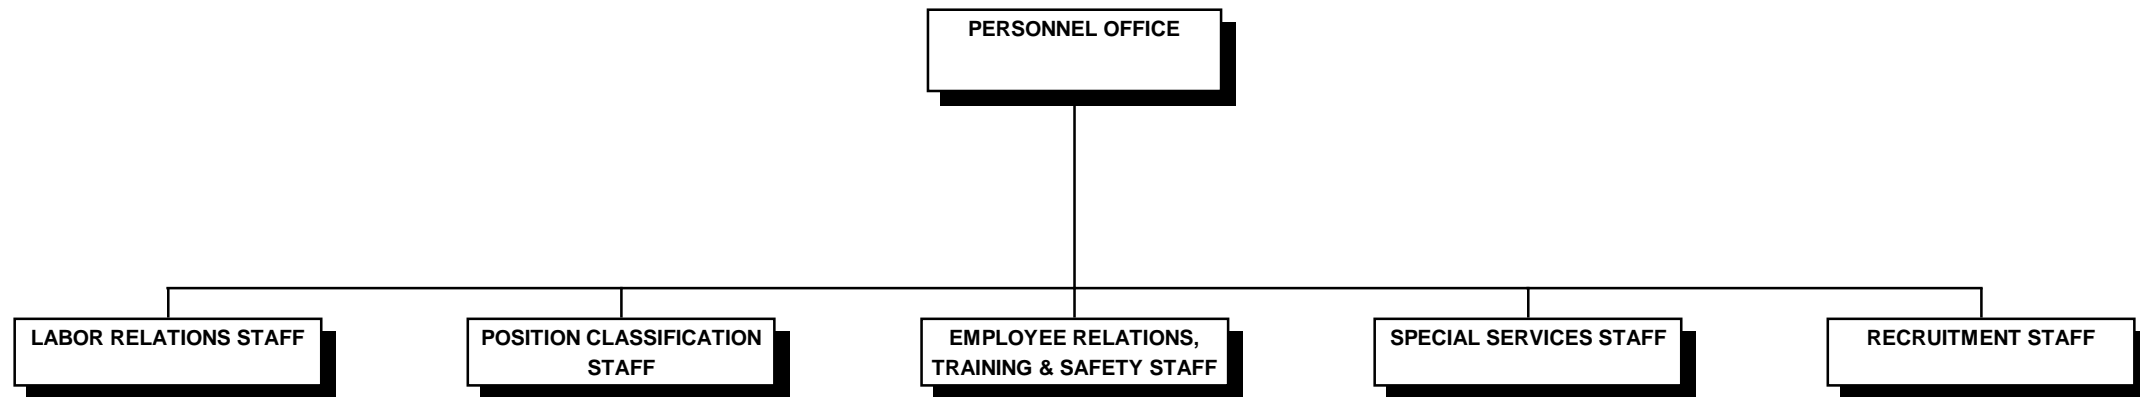 PERSONNEL OFFICE
LABOR RELATIONS STAFF
POSITION CLASSIFICATION
STAFF
EMPLOYEE RELATIONS,
TRAINING & SAFETY STAFF
SPECIAL SERVICES STAFF
RECRUITMENT STAFF